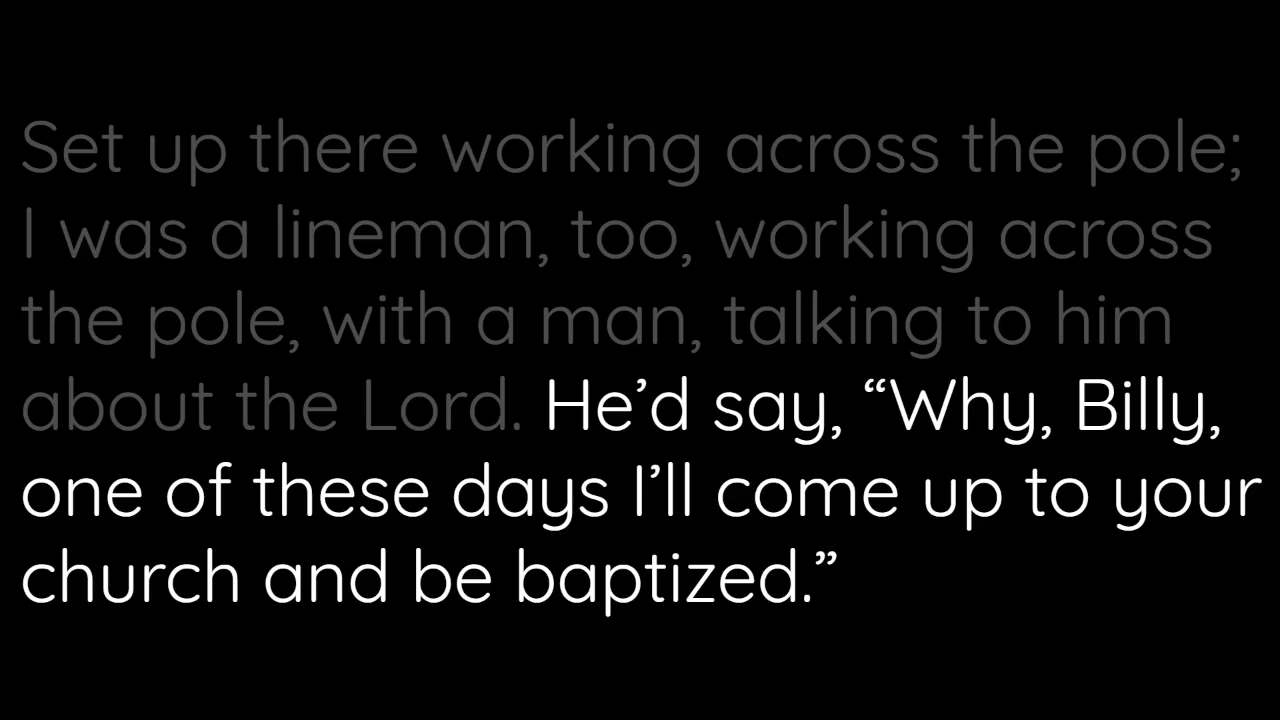 Set up there working across the pole;
I was a lineman, too, working across
the pole, with a man, talking to him
about the Lord. He’d say, “Why, Billy,
one of these days I’ll come up to your
church and be baptized.”